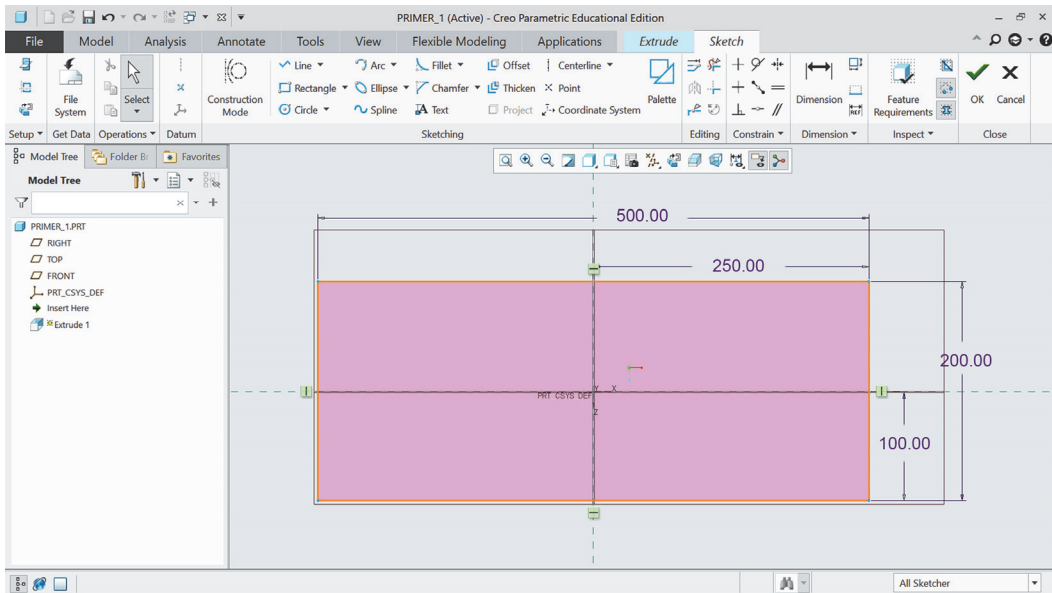 PRIMER_1 (Active) - Creo Parametric Educational Edition
File Model Analysis Annotate Tools View Flexible Modeling Applications Extrude Sketch
File System
Select
Construction Mode
Line Arc Fillet Offset Centerline
Rectangle Ellipse Chamfer Thicken Point
Circle Spline Text Project Coordinate System
Palette
Dimension
REF
Feature Requirements
OK Cancel
Setup Get Data Operations Datum Sketching Editing Constrain Dimension Inspect Close
Model Tree Folder Br Favorites
Model Tree
PRIMER_1.PRT
RIGHT
TOP
FRONT
PRT_CSYS_DEF
Insert Here
Extrude 1
500.00
250.00
200.00
100.00
PRT CSYS DEF
Y
X
Z
All Sketcher